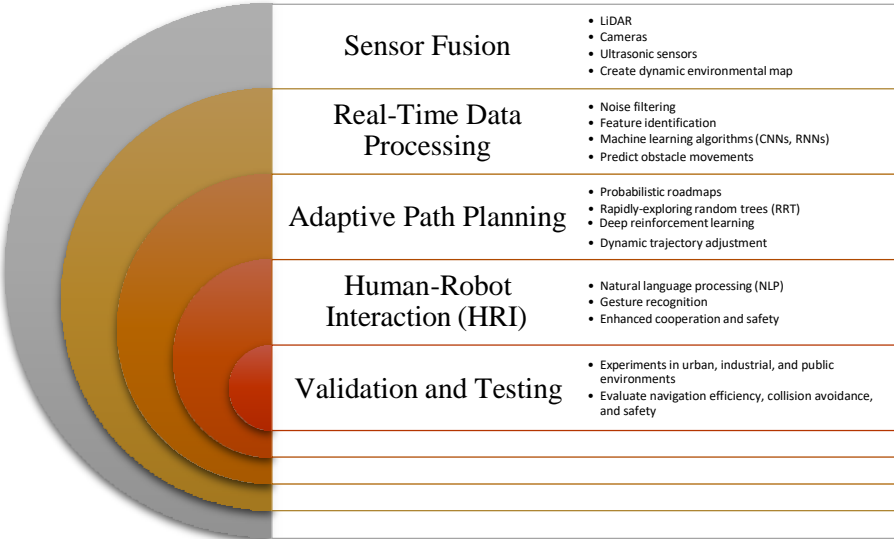 Sensor Fusion
• LiDAR
• Cameras
• Ultrasonic sensors
• Create dynamic environmental map
Real-Time Data
Processing
• Noise filtering
• Feature identification
• Machine learning algorithms (CNNs, RNNs)
• Predict obstacle movements
Adaptive Path Planning
• Probabilistic roadmaps
• Rapidly-exploring random trees (RRT)
• Deep reinforcement learning
• Dynamic trajectory adjustment
Human-Robot
Interaction (HRI)
• Natural language processing (NLP)
• Gesture recognition
• Enhanced cooperation and safety
Validation and Testing
• Experiments in urban, industrial, and public
environments
• Evaluate navigation efficiency, collision avoidance,
and safety